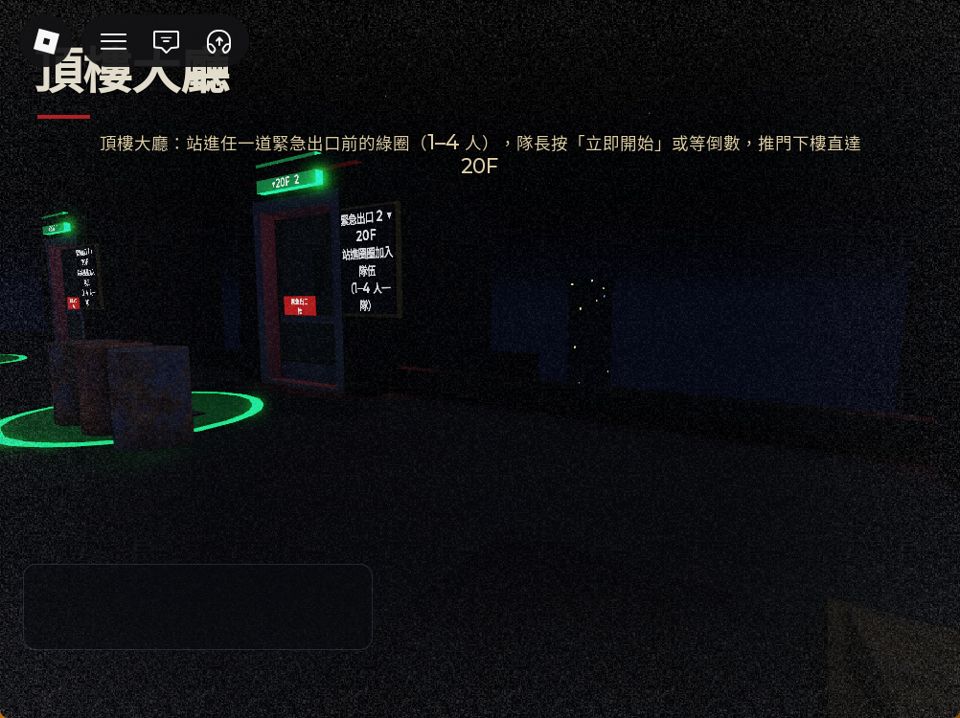 頂樓大廳
頂樓大廳：站進任一道緊急出口前的綠圈（1–4 人），隊長按「立即開始」或等倒數，推門下樓直達
20F
20F 2
緊急出口 2 ▼
20F
站進圈圈加入
隊伍
（1–4 人一
隊）